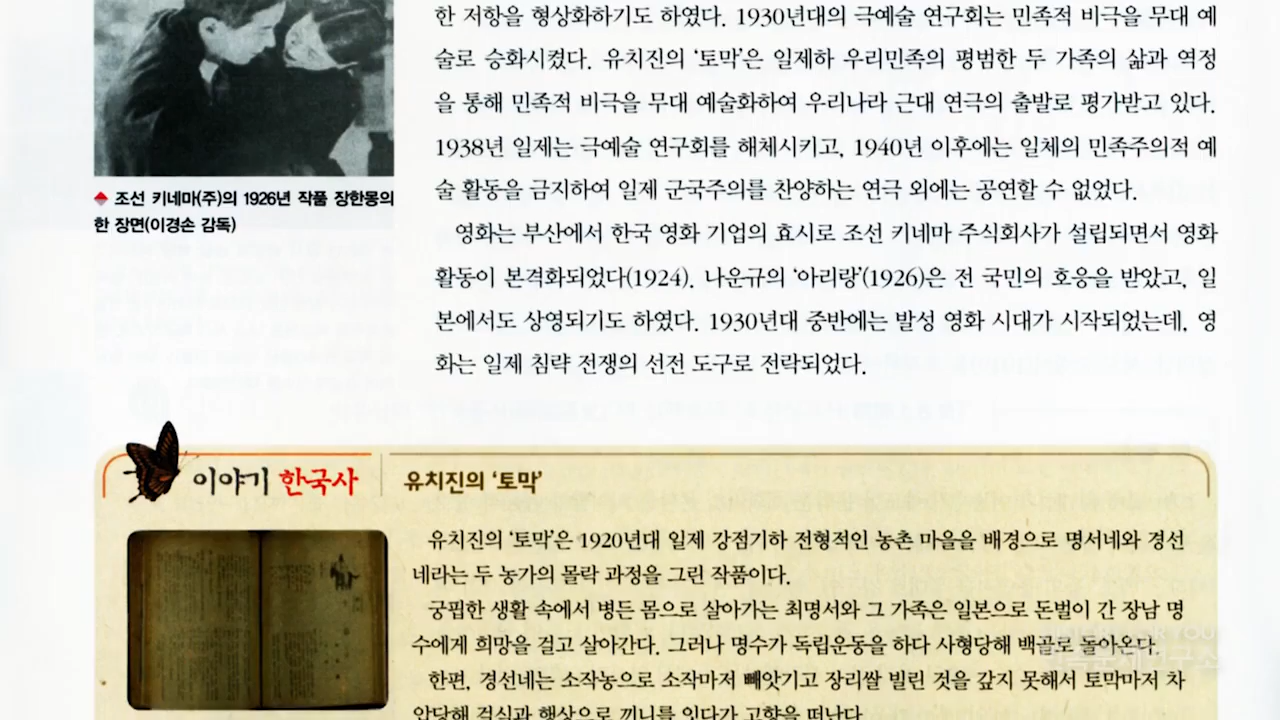 한 저항을 형상화하기도 하였다. 1930년대의 극예술 연구회는 민족적 비극을 무대 예
술로 승화시켰다. 유치진의 ‘토막’은 일제하 우리민족의 평범한 두 가족의 삶과 역정
을 통해 민족적 비극을 무대 예술화하여 우리나라 근대 연극의 출발로 평가받고 있다.
1938년 일제는 극예술 연구회를 해체시키고, 1940년 이후에는 일체의 민족주의적 예
술 활동을 금지하여 일제 군국주의를 찬양하는 연극 외에는 공연할 수 없었다.
조선 키네마(주)의 1926년 작품 장한몽의
한 장면(이경손 감독)
영화는 부산에서 한국 영화 기업의 효시로 조선 키네마 주식회사가 설립되면서 영화
활동이 본격화되었다(1924). 나운규의 ‘아리랑’(1926)은 전 국민의 호응을 받았고, 일
본에서도 상영되기도 하였다. 1930년대 중반에는 발성 영화 시대가 시작되었는데, 영
화는 일제 침략 전쟁의 선전 도구로 전락되었다.
이야기 한국사
유치진의 ‘토막’
유치진의 ‘토막’은 1920년대 일제 강점기하 전형적인 농촌 마을을 배경으로 명서네와 경선
네라는 두 농가의 몰락 과정을 그린 작품이다.
궁핍한 생활 속에서 병든 몸으로 살아가는 최명서와 그 가족은 일본으로 돈벌이 간 장남 명
수에게 희망을 걸고 살아간다. 그러나 명수가 독립운동을 하다 사형당해 백골로 돌아온다.
한편, 경선네는 소작농으로 소작마저 빼앗기고 장리쌀 빌린 것을 갚지 못해서 토막마저 차
압당해 걸식과 행상으로 끼니를 잇다가 고향을 떠난다